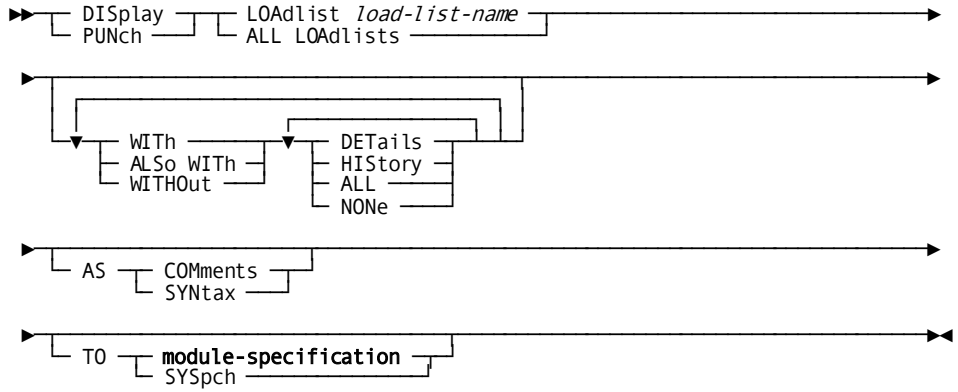 DISplay LOAdlist load-list-name
PUNch ALL LOAdlists
WITh DETails
ALSo WITh HIStory
WITHOut ALL
NONe
AS COMments
SYNtax
TO module-specification
SYSpch